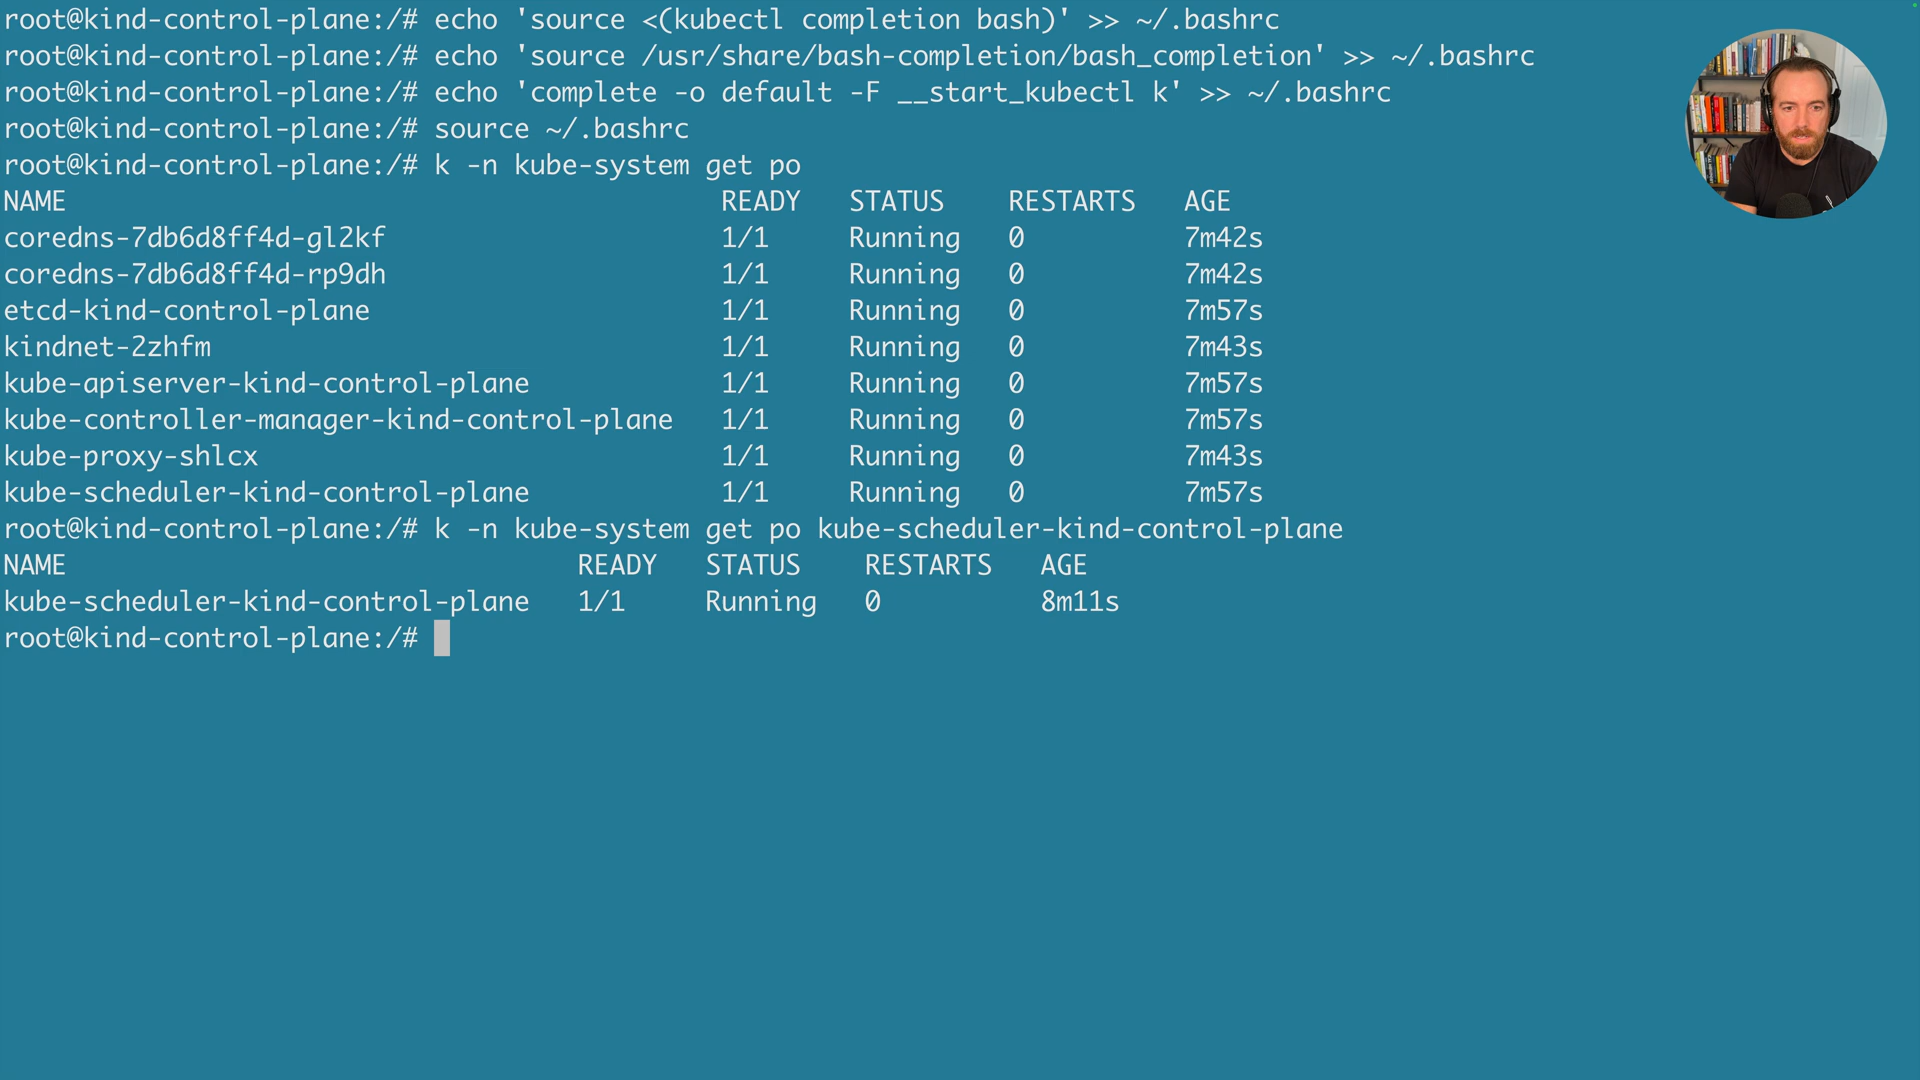 root@kind-control-plane:/# echo 'source <(kubectl completion bash)' >> ~/.bashrc
root@kind-control-plane:/# echo 'source /usr/share/bash-completion/bash_completion' >> ~/.bashrc
root@kind-control-plane:/# echo 'complete -o default -F __start_kubectl k' >> ~/.bashrc
root@kind-control-plane:/# source ~/.bashrc
root@kind-control-plane:/# k -n kube-system get po
NAME READY STATUS RESTARTS AGE
coredns-7db6d8ff4d-gl2kf 1/1 Running 0 7m42s
coredns-7db6d8ff4d-rp9dh 1/1 Running 0 7m42s
etcd-kind-control-plane 1/1 Running 0 7m57s
kindnet-2zhfm 1/1 Running 0 7m43s
kube-apiserver-kind-control-plane 1/1 Running 0 7m57s
kube-controller-manager-kind-control-plane 1/1 Running 0 7m57s
kube-proxy-shlcx 1/1 Running 0 7m43s
kube-scheduler-kind-control-plane 1/1 Running 0 7m57s
root@kind-control-plane:/# k -n kube-system get po kube-scheduler-kind-control-plane
NAME READY STATUS RESTARTS AGE
kube-scheduler-kind-control-plane 1/1 Running 0 8m11s
root@kind-control-plane:/#